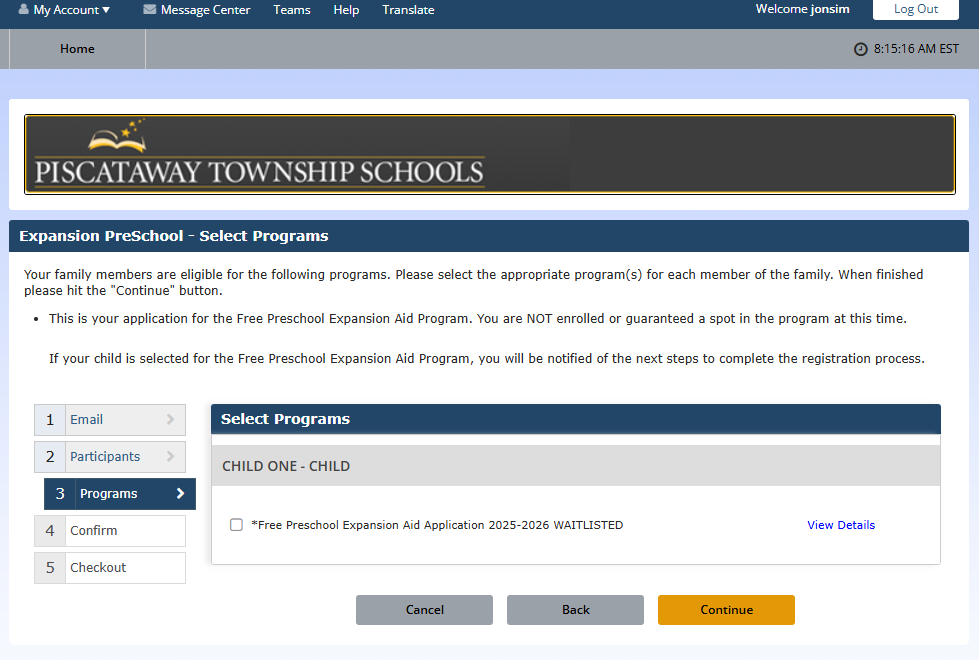 My Account ▾ Message Center Teams Help Translate Welcome jonsim Log Out
Home 8:15:16 AM EST
PISCATAWAY TOWNSHIP SCHOOLS
Expansion PreSchool - Select Programs
Your family members are eligible for the following programs. Please select the appropriate program(s) for each member of the family. When finished
please hit the "Continue" button.
• This is your application for the Free Preschool Expansion Aid Program. You are NOT enrolled or guaranteed a spot in the program at this time.
If your child is selected for the Free Preschool Expansion Aid Program, you will be notified of the next steps to complete the registration process.
1 Email
2 Participants
3 Programs
4 Confirm
5 Checkout
Select Programs
CHILD ONE - CHILD
*Free Preschool Expansion Aid Application 2025-2026 WAITLISTED View Details
Cancel Back Continue